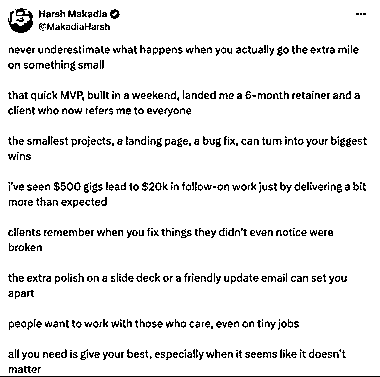 Harsh Makadia
@MakadiaHarsh
never underestimate what happens when you actually go the extra mile
on something small
that quick MVP, built in a weekend, landed me a 6-month retainer and a
client who now refers me to everyone
the smallest projects, a landing page, a bug fix, can turn into your biggest
wins
i've seen $500 gigs lead to $20k in follow-on work just by delivering a bit
more than expected
clients remember when you fix things they didn't even notice were
broken
the extra polish on a slide deck or a friendly update email can set you
apart
people want to work with those who care, even on tiny jobs
all you need is give your best, especially when it seems like it doesn't
matter